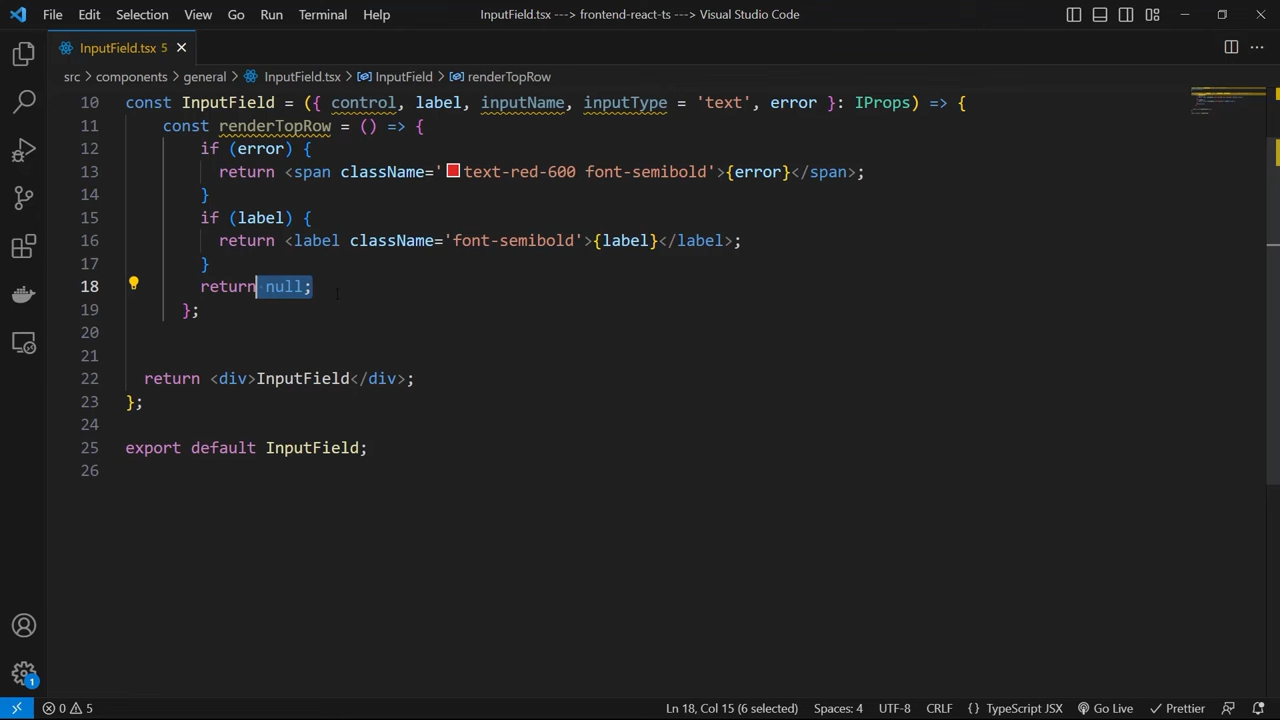 File Edit Selection View Go Run Terminal Help InputField.tsx ---> frontend-react-ts ---> Visual Studio Code
InputField.tsx 5
src > components > general > InputField.tsx > InputField > renderTopRow
10 const InputField = ({ control, label, inputName, inputType = 'text', error }: IProps) => {
11 const renderTopRow = () => {
12 if (error) {
13 return <span className='text-red-600 font-semibold'>{error}</span>;
14 }
15 if (label) {
16 return <label className='font-semibold'>{label}</label>;
17 }
18 return null;
19 };
20
21
22 return <div>InputField</div>;
23 };
24
25 export default InputField;
26
1
0 5 Ln 18, Col 15 (6 selected) Spaces: 4 UTF-8 CRLF { } TypeScript JSX Go Live Prettier